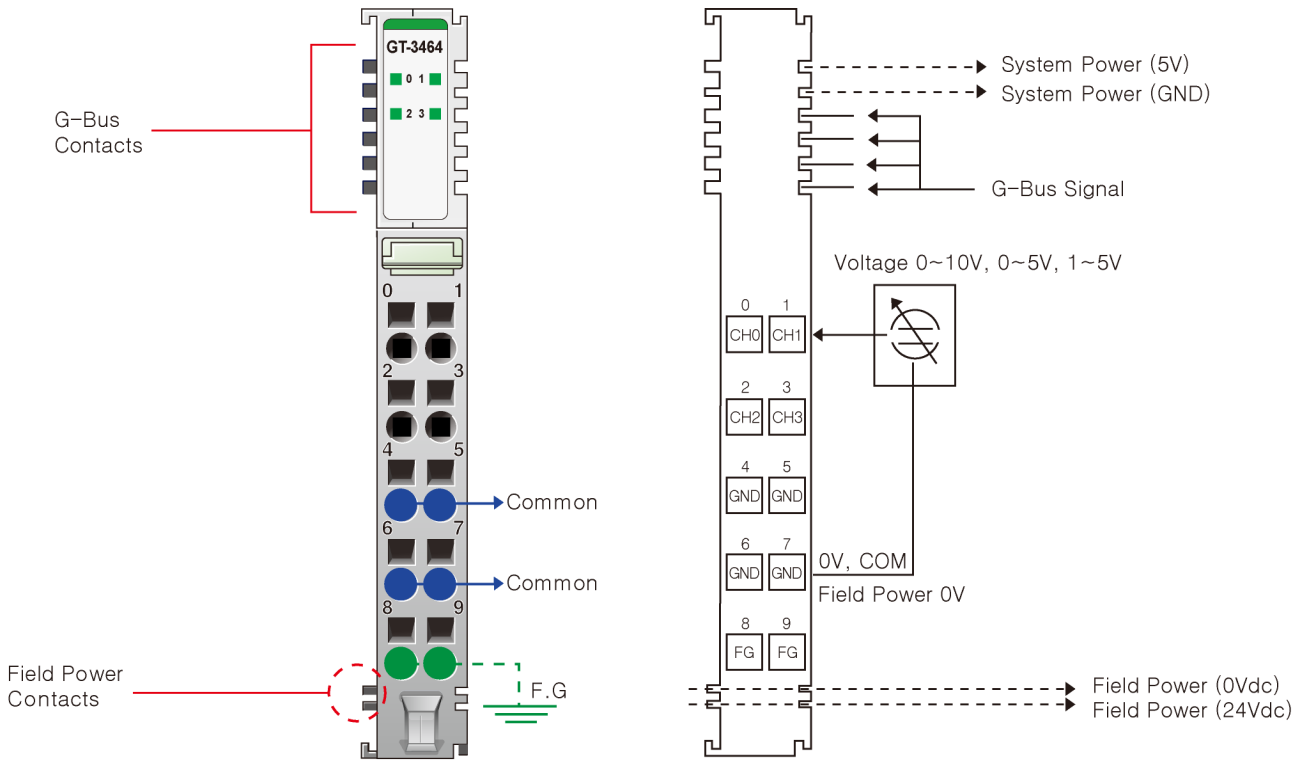 GT-3464
0 1
2 3
G-Bus
Contacts
0 1
2 3
4 5
Common
6 7
Common
8 9
Field Power
Contacts
F.G
System Power (5V)
System Power (GND)
G-Bus Signal
Voltage 0~10V, 0~5V, 1~5V
0 1
CH0 CH1
2 3
CH2 CH3
4 5
GND GND
6 7
GND GND
0V, COM
Field Power 0V
8 9
FG FG
Field Power (0Vdc)
Field Power (24Vdc)